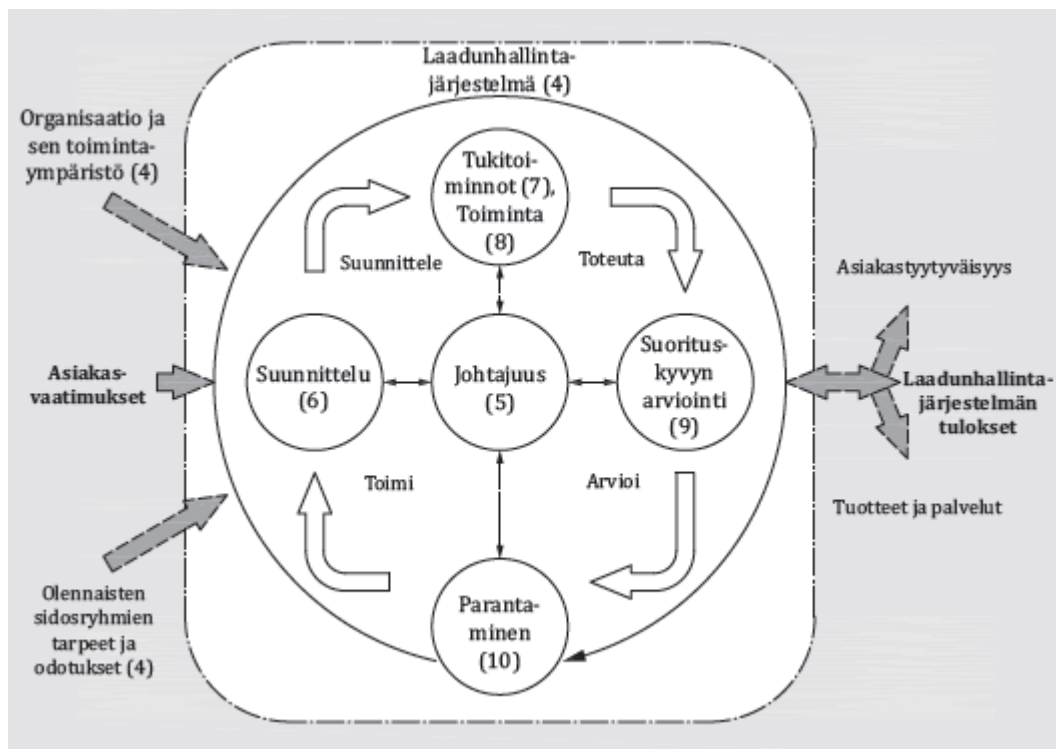 Laadunhallinta-
järjestelmä (4)
Organisaatio ja
sen toiminta-
ympäristö (4)
Tukitoi-
minnot (7),
Toiminta
(8)
Suunnittele
Toteuta
Asiakastyytyväisyys
Asiakas-
vaatimukset
Suunnittelu
(6)
Johtajuus
(5)
Suoritus-
kyvyn
arviointi
(9)
Laadunhallinta-
järjestelmän
tulokset
Toimi
Arvioi
Tuotteet ja palvelut
Olennaisten
sidosryhmien
tarpeet ja
odotukset (4)
Paranta-
minen
(10)